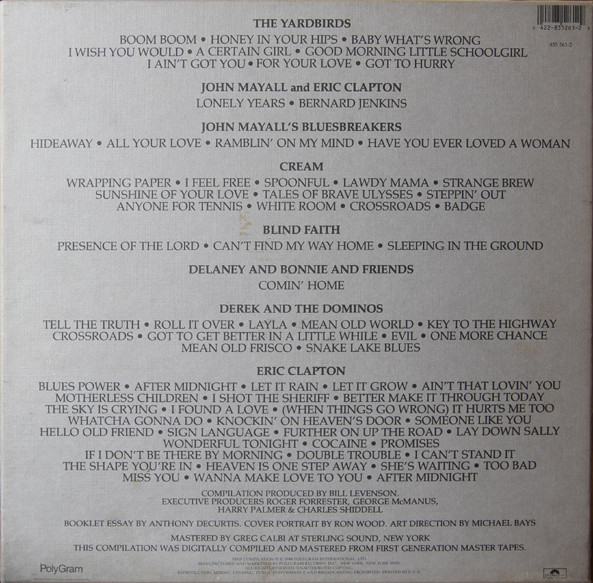 THE YARDBIRDS
BOOM BOOM • HONEY IN YOUR HIPS • BABY WHAT'S WRONG
I WISH YOU WOULD • A CERTAIN GIRL • GOOD MORNING LITTLE SCHOOLGIRL
I AIN'T GOT YOU • FOR YOUR LOVE • GOT TO HURRY
JOHN MAYALL and ERIC CLAPTON
LONELY YEARS • BERNARD JENKINS
JOHN MAYALL'S BLUESBREAKERS
HIDEAWAY • ALL YOUR LOVE • RAMBLIN' ON MY MIND • HAVE YOU EVER LOVED A WOMAN
CREAM
WRAPPING PAPER • I FEEL FREE • SPOONFUL • LAWDY MAMA • STRANGE BREW
SUNSHINE OF YOUR LOVE • TALES OF BRAVE ULYSSES • STEPPIN' OUT
ANYONE FOR TENNIS • WHITE ROOM • CROSSROADS • BADGE
BLIND FAITH
PRESENCE OF THE LORD • CAN'T FIND MY WAY HOME • SLEEPING IN THE GROUND
DELANEY AND BONNIE AND FRIENDS
COMIN' HOME
DEREK AND THE DOMINOS
TELL THE TRUTH • ROLL IT OVER • LAYLA • MEAN OLD WORLD • KEY TO THE HIGHWAY
CROSSROADS • GOT TO GET BETTER IN A LITTLE WHILE • EVIL • ONE MORE CHANCE
MEAN OLD FRISCO • SNAKE LAKE BLUES
ERIC CLAPTON
BLUES POWER • AFTER MIDNIGHT • LET IT RAIN • LET IT GROW • AIN'T THAT LOVIN' YOU
MOTHERLESS CHILDREN • I SHOT THE SHERIFF • BETTER MAKE IT THROUGH TODAY
THE SKY IS CRYING • I FOUND A LOVE • (WHEN THINGS GO WRONG) IT HURTS ME TOO
WHATCHA GONNA DO • KNOCKIN' ON HEAVEN'S DOOR • SOMEONE LIKE YOU
HELLO OLD FRIEND • SIGN LANGUAGE • FURTHER ON UP THE ROAD • LAY DOWN SALLY
WONDERFUL TONIGHT • COCAINE • PROMISES
IF I DON'T BE THERE BY MORNING • DOUBLE TROUBLE • I CAN'T STAND IT
THE SHAPE YOU'RE IN • HEAVEN IS ONE STEP AWAY • SHE'S WAITING • TOO BAD
MISS YOU • WANNA MAKE LOVE TO YOU • AFTER MIDNIGHT
COMPILATION PRODUCED BY BILL LEVENSON.
EXECUTIVE PRODUCERS ROGER FORRESTER, GEORGE McMANUS,
HARRY PALMER & CHARLES SHIDDELL
BOOKLET ESSAY BY ANTHONY DECURTIS. COVER PORTRAIT BY RON WOOD. ART DIRECTION BY MICHAEL BAYS
MASTERED BY GREG CALBI AT STERLING SOUND, NEW YORK
THIS COMPILATION WAS DIGITALLY COMPILED AND MASTERED FROM FIRST GENERATION MASTER TAPES.
PolyGram